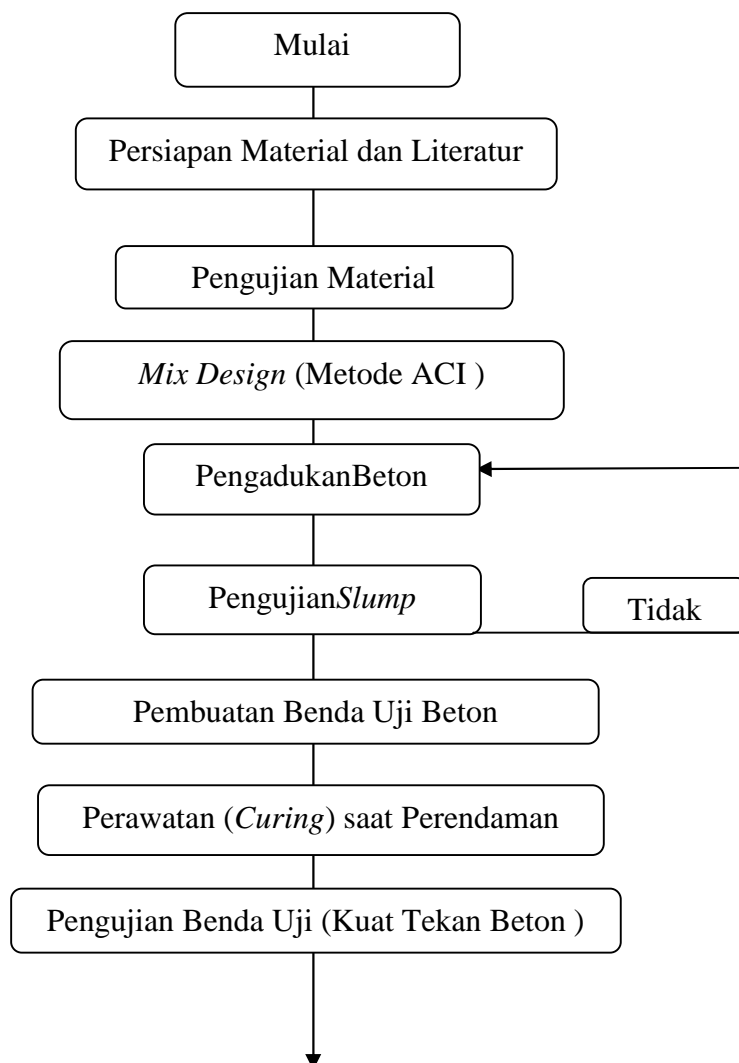 Mulai
Persiapan Material dan Literatur
Pengujian Material
Mix Design (Metode ACI )
PengadukanBeton
PengujianSlump
Tidak
Pembuatan Benda Uji Beton
Perawatan (Curing) saat Perendaman
Pengujian Benda Uji (Kuat Tekan Beton )